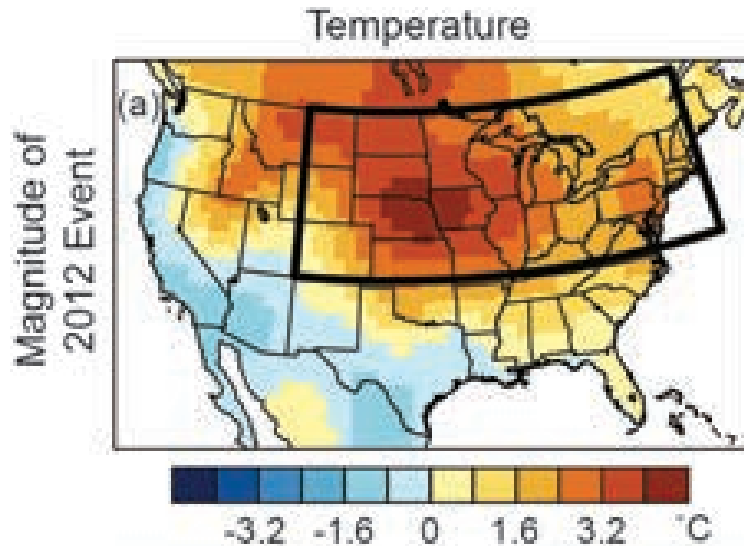 Temperature
(a)
Magnitude of
2012 Event
-3.2 -1.6 0 1.6 3.2 °C